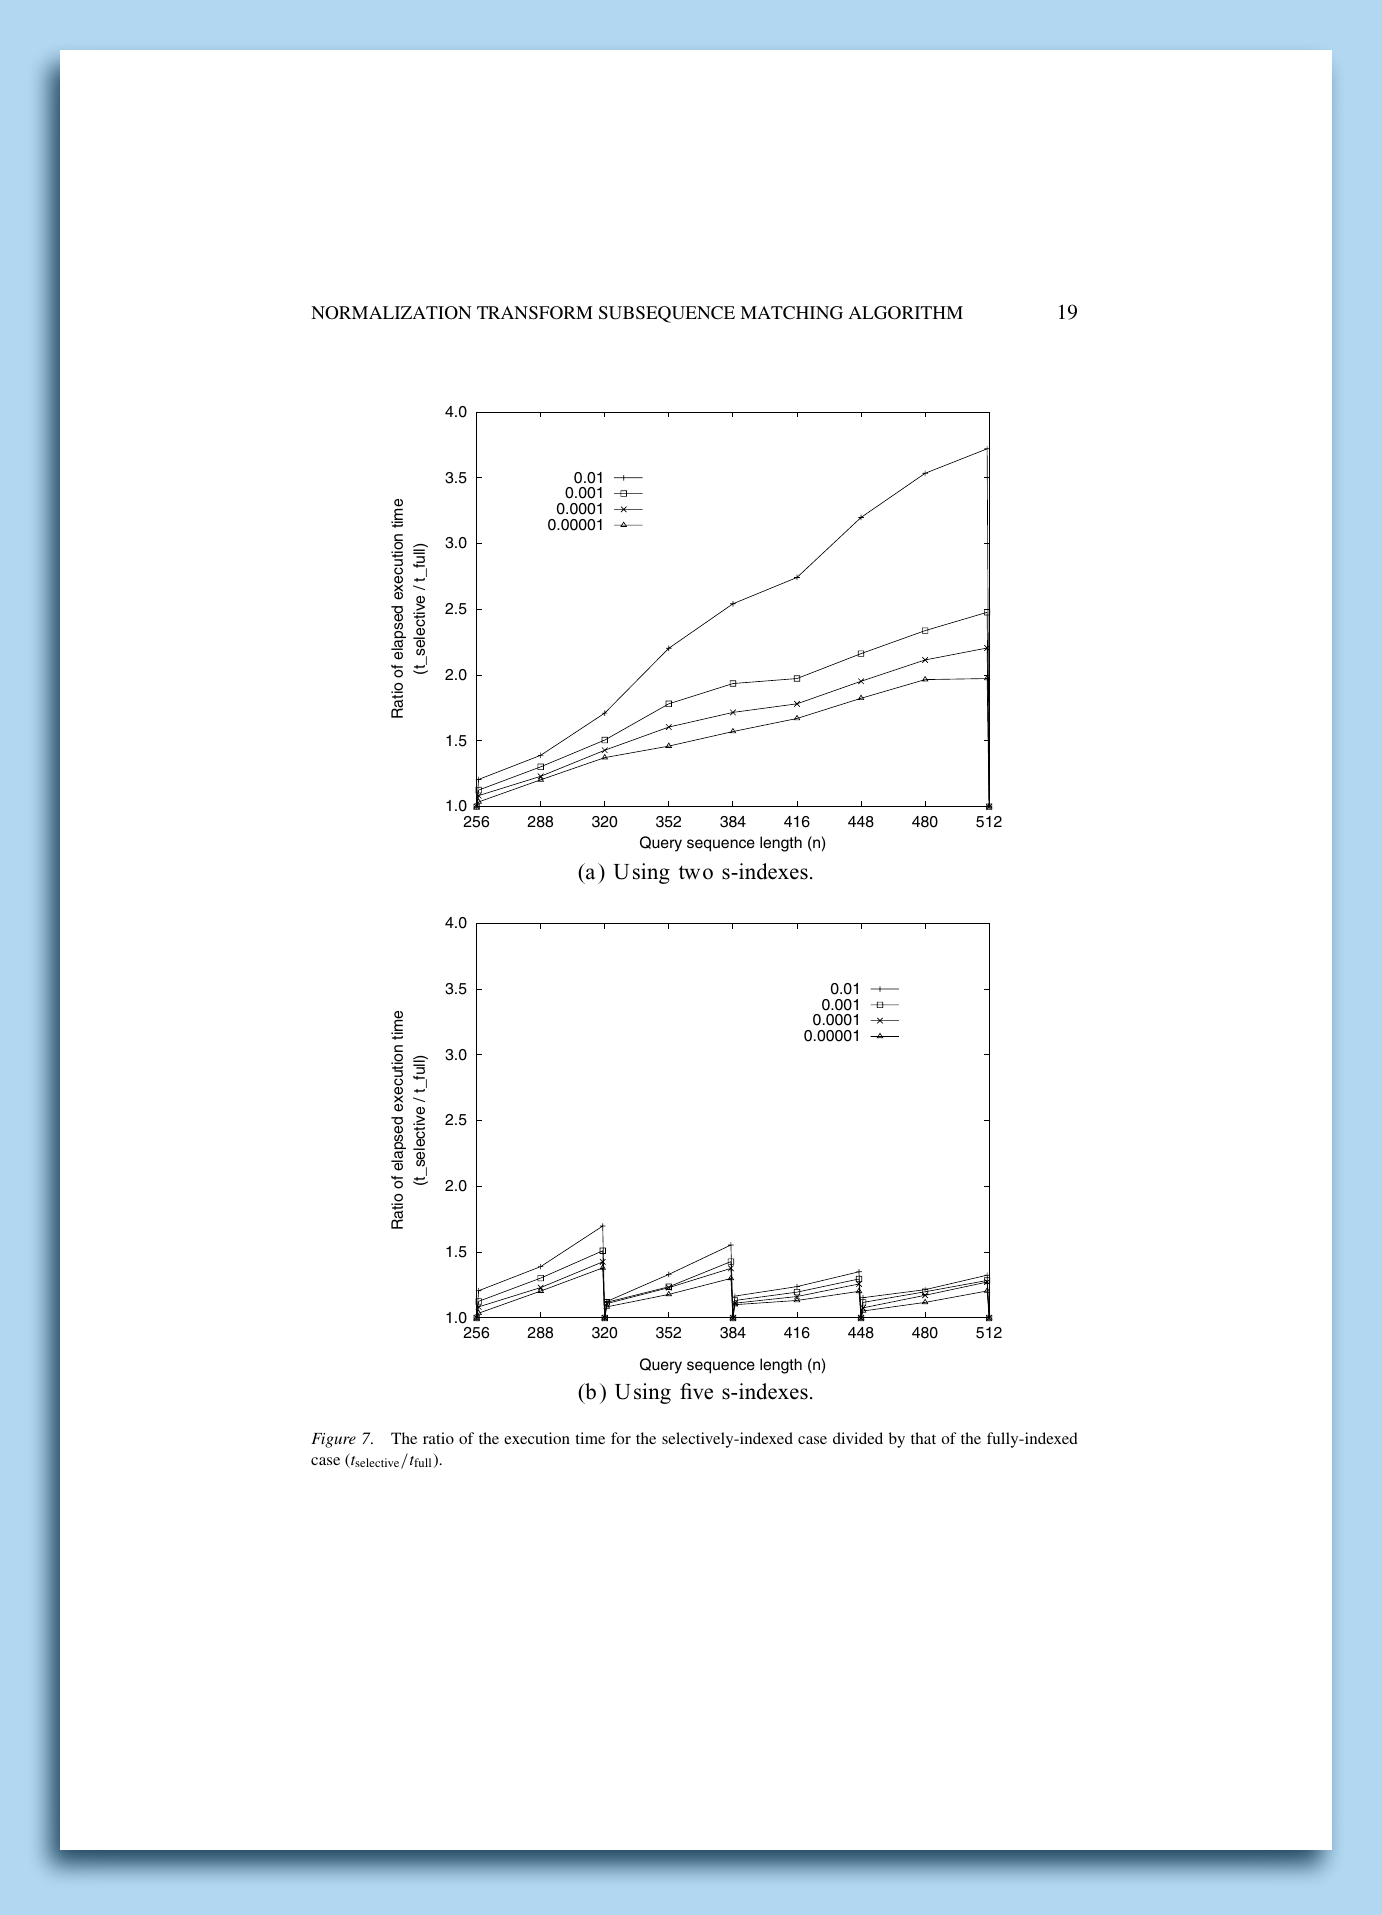 NORMALIZATION TRANSFORM SUBSEQUENCE MATCHING ALGORITHM 19
4.0
3.5
3.0
2.5
2.0
1.5
1.0
Ratio of elapsed execution time
(t_selective / t_full)
0.01
0.001
0.0001
0.00001
256 288 320 352 384 416 448 480 512
Query sequence length (n)
(a) Using two s-indexes.
4.0
3.5
3.0
2.5
2.0
1.5
1.0
Ratio of elapsed execution time
(t_selective / t_full)
0.01
0.001
0.0001
0.00001
256 288 320 352 384 416 448 480 512
Query sequence length (n)
(b) Using five s-indexes.
Figure 7. The ratio of the execution time for the selectively-indexed case divided by that of the fully-indexed
case (tselective/tfull).